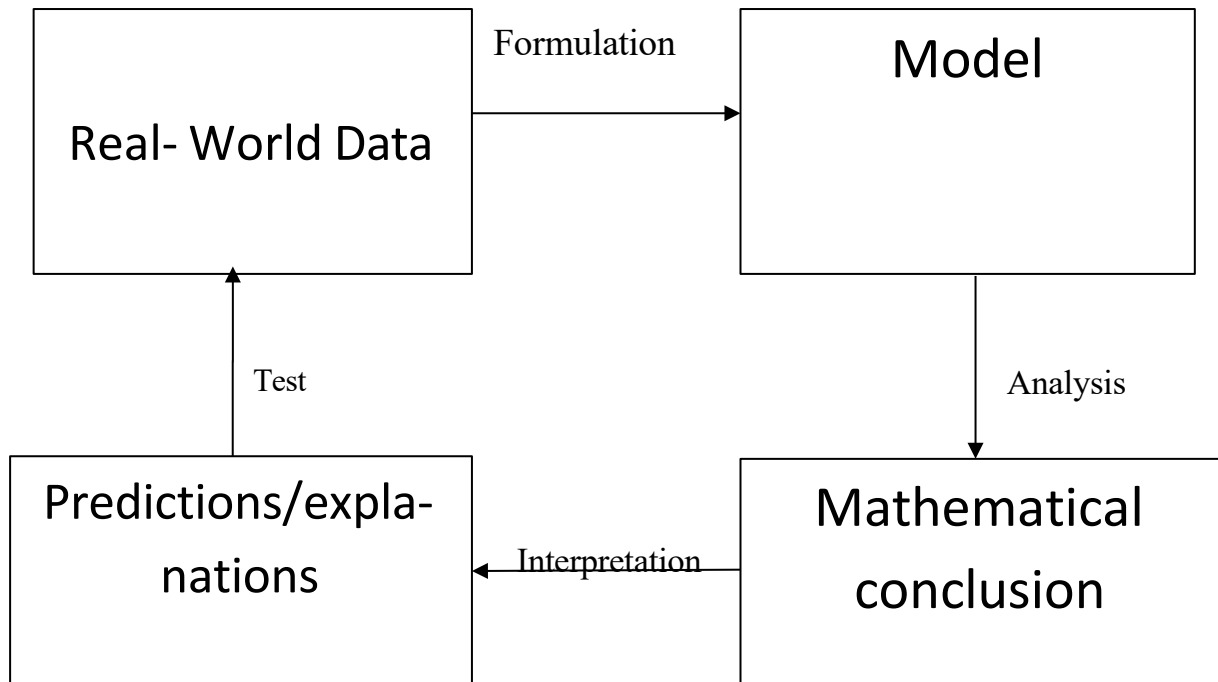 Formulation
Model
Real- World Data
Test
Analysis
Predictions/expla-
nations
Interpretation
Mathematical
conclusion